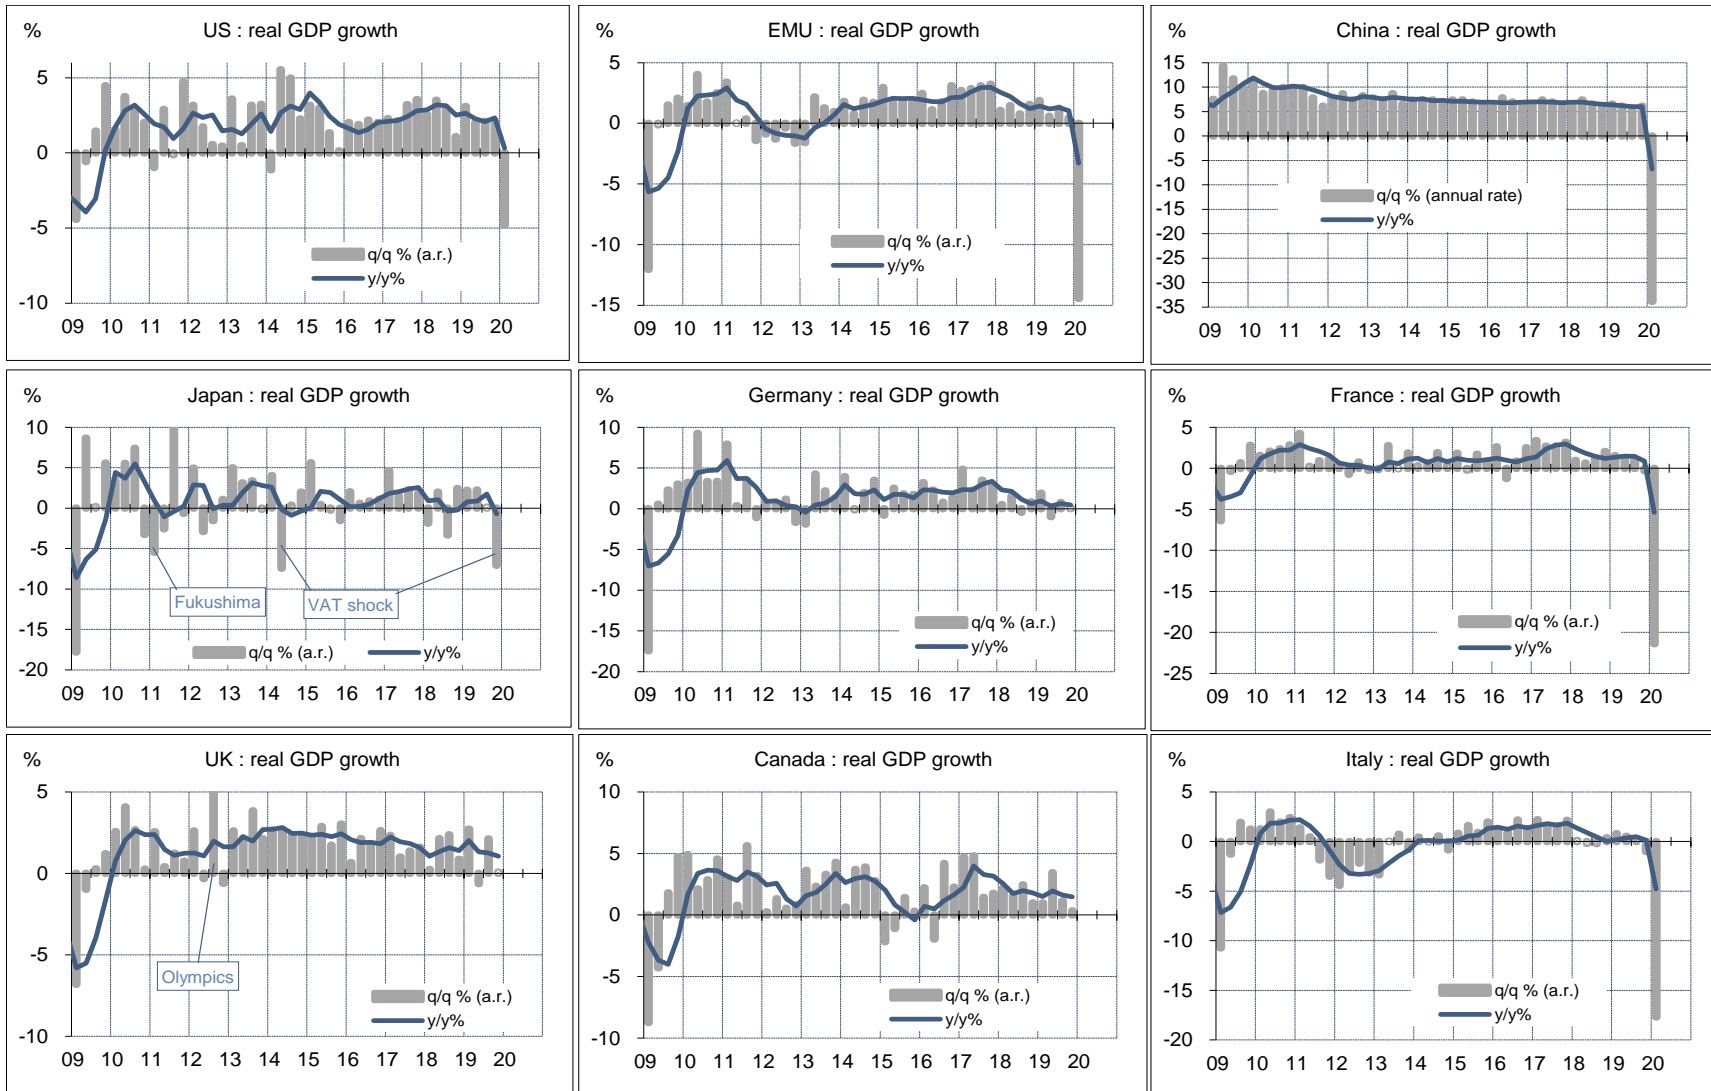 % US : real GDP growth
5
0
-5
-10
q/q % (a.r.)
y/y%
09 10 11 12 13 14 15 16 17 18 19 20
% EMU : real GDP growth
10
5
0
-5
-10
-15
q/q % (a.r.)
y/y%
09 10 11 12 13 14 15 16 17 18 19 20
% China : real GDP growth
15
10
5
0
-5
-10
-15
-20
-25
-30
-35
q/q % (annual rate)
y/y%
09 10 11 12 13 14 15 16 17 18 19 20
% Japan : real GDP growth
10
5
0
-5
-10
-15
-20
Fukushima
VAT shock
q/q % (a.r.) y/y%
09 10 11 12 13 14 15 16 17 18 19 20
% Germany : real GDP growth
10
5
0
-5
-10
-15
-20
q/q % (a.r.)
y/y%
09 10 11 12 13 14 15 16 17 18 19 20
% France : real GDP growth
5
0
-5
-10
-15
-20
-25
q/q % (a.r.)
y/y%
09 10 11 12 13 14 15 16 17 18 19 20
% UK : real GDP growth
5
0
-5
-10
Olympics
q/q % (a.r.)
y/y%
09 10 11 12 13 14 15 16 17 18 19 20
% Canada : real GDP growth
10
5
0
-5
-10
q/q % (a.r.)
y/y%
09 10 11 12 13 14 15 16 17 18 19 20
% Italy : real GDP growth
5
0
-5
-10
-15
-20
q/q % (a.r.)
y/y%
09 10 11 12 13 14 15 16 17 18 19 20